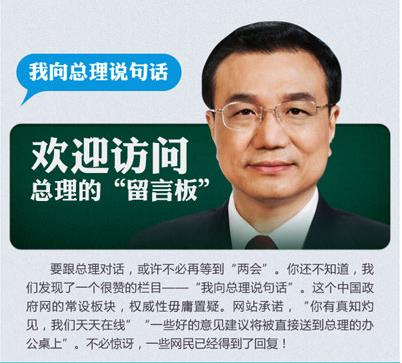 我向总理说句话
欢迎访问
总理的“留言板”
要跟总理对话，或许不必再等到“两会”。你还不知道，我
们发现了一个很赞的栏目——“我向总理说句话”。这个中国政
府网的常设板块，权威性毋庸置疑。网站承诺，“你有真知灼
见，我们天天在线”“一些好的意见建议将被直接送到总理的办
公桌上”。不必惊讶，一些网民已经得到了回复！